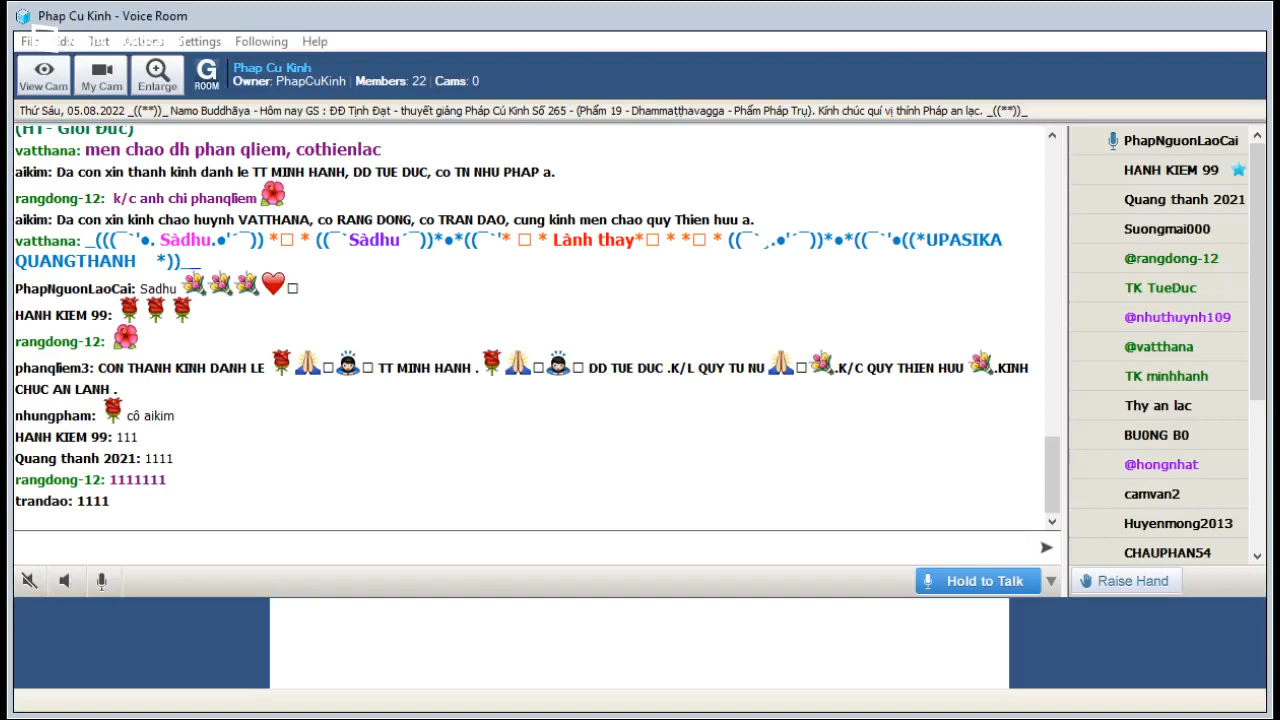 Phap Cu Kinh - Voice Room
File Edit Text Actions Settings Following Help
View Cam My Cam Enlarge G ROOM Phap Cu Kinh
Owner: PhapCuKinh | Members: 22 | Cams: 0
Thứ Sáu, 05.08.2022 _((**))_ Namo Buddhāya - Hôm nay GS : ĐĐ Tịnh Đạt - thuyết giảng Pháp Cú Kinh Số 265 - (Phẩm 19 - Dhammaṭṭhavagga - Phẩm Pháp Trụ). Kính chúc quí vị thính Pháp an lạc. _((**))_
(HT- Giới Đức)
vatthana: men chao dh phan qliem, cothienlac
aikim: Da con xin thanh kinh danh le TT MINH HANH, DD TUE DUC, co TN NHU PHAP a.
rangdong-12: k/c anh chi phanqliem
aikim: Da con xin kinh chao huynh VATTHANA, co RANG DONG, co TRAN DAO, cung kinh men chao quy Thien huu a.
vatthana: _(((¯`'●. Sàdhu.●'´¯)) *□ * ((¯`Sàdhu´¯))*●*((¯`'* □ * Lành thay*□ * *□ * ((¯`¸.●'´¯))*●*((¯`'●((*UPASIKA
QUANGTHANH *))__
PhapNguonLaoCai: Sadhu 💐💐💐❤️□
HANH KIEM 99: 🌹🌹🌹
rangdong-12: 🌺
phanqliem3: CON THANH KINH DANH LE 🌹🙏□🙇□ TT MINH HANH . 🌹🙏□🙇□ DD TUE DUC .K/L QUY TU NU 🙏□💐.K/C QUY THIEN HUU 💐.KINH
CHUC AN LANH .
nhungpham: 🌹 cô aikim
HANH KIEM 99: 111
Quang thanh 2021: 1111
rangdong-12: 1111111
trandao: 1111
Hold to Talk
PhapNguonLaoCai
HANH KIEM 99
Quang thanh 2021
Suongmai000
@rangdong-12
TK TueDuc
@nhuthuynh109
@vatthana
TK minhhanh
Thy an lac
BU0NG B0
@hongnhat
camvan2
Huyenmong2013
CHAUPHAN54
Raise Hand